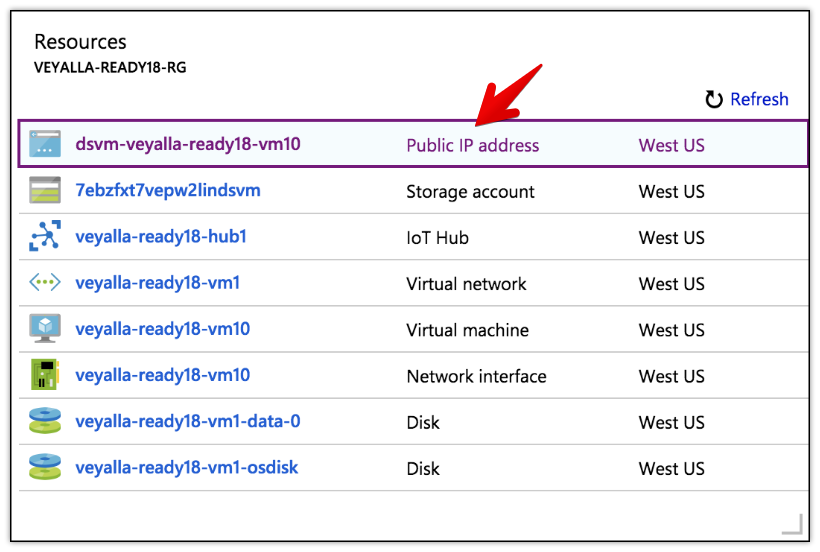 Resources
VEYALLA-READY18-RG
Refresh
dsvm-veyalla-ready18-vm10 Public IP address West US
7ebzfxt7vepw2lindsvm Storage account West US
veyalla-ready18-hub1 IoT Hub West US
veyalla-ready18-vm1 Virtual network West US
veyalla-ready18-vm10 Virtual machine West US
veyalla-ready18-vm10 Network interface West US
veyalla-ready18-vm1-data-0 Disk West US
veyalla-ready18-vm1-osdisk Disk West US